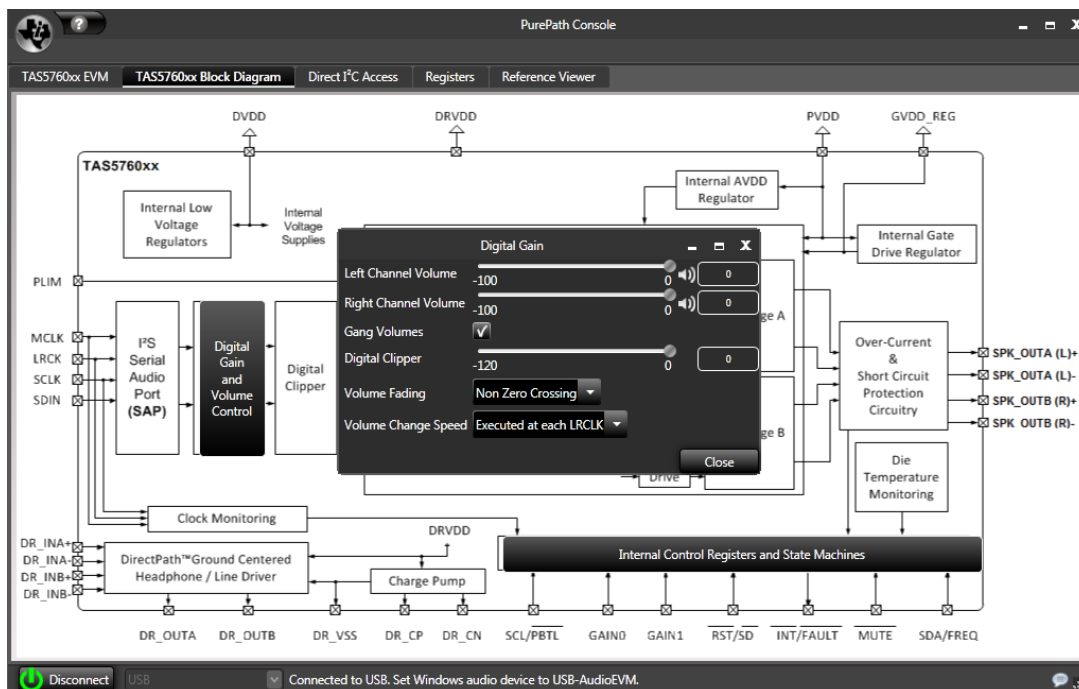 PurePath Console
?
X
TAS5760xx EVM
TAS5760xx Block Diagram
Direct I²C Access
Registers
Reference Viewer
DVDD
DRVDD
PVDD
GVDD_REG
TAS5760xx
Internal Low
Voltage
Regulators
Internal
Voltage
Supplies
Internal AVDD
Regulator
Internal Gate
Drive Regulator
PLIM
MCLK
LRCK
SCLK
SDIN
I²S
Serial
Audio
Port
(SAP)
Digital
Gain
and
Volume
Control
Digital
Clipper
Digital Gain
X
Left Channel Volume
-100
0
0
Right Channel Volume
-100
0
0
Gang Volumes
Digital Clipper
-120
0
0
Volume Fading
Non Zero Crossing
Volume Change Speed
Executed at each LRCLK
Close
ge A
ge B
Drive
Over-Current
&
Short Circuit
Protection
Circuitry
SPK_OUTA (L)+
SPK_OUTA (L)-
SPK_OUTB (R)+
SPK_OUTB (R)-
Die
Temperature
Monitoring
Clock Monitoring
DR_INA+
DR_INA-
DR_INB+
DR_INB-
DirectPath™Ground Centered
Headphone / Line Driver
DRVDD
Charge Pump
Internal Control Registers and State Machines
DR_OUTA
DR_OUTB
DR_VSS
DR_CP
DR_CN
SCL/PBTL
GAIN0
GAIN1
RST/SD
INT/FAULT
MUTE
SDA/FREQ
Disconnect
USB
Connected to USB. Set Windows audio device to USB-AudioEVM.